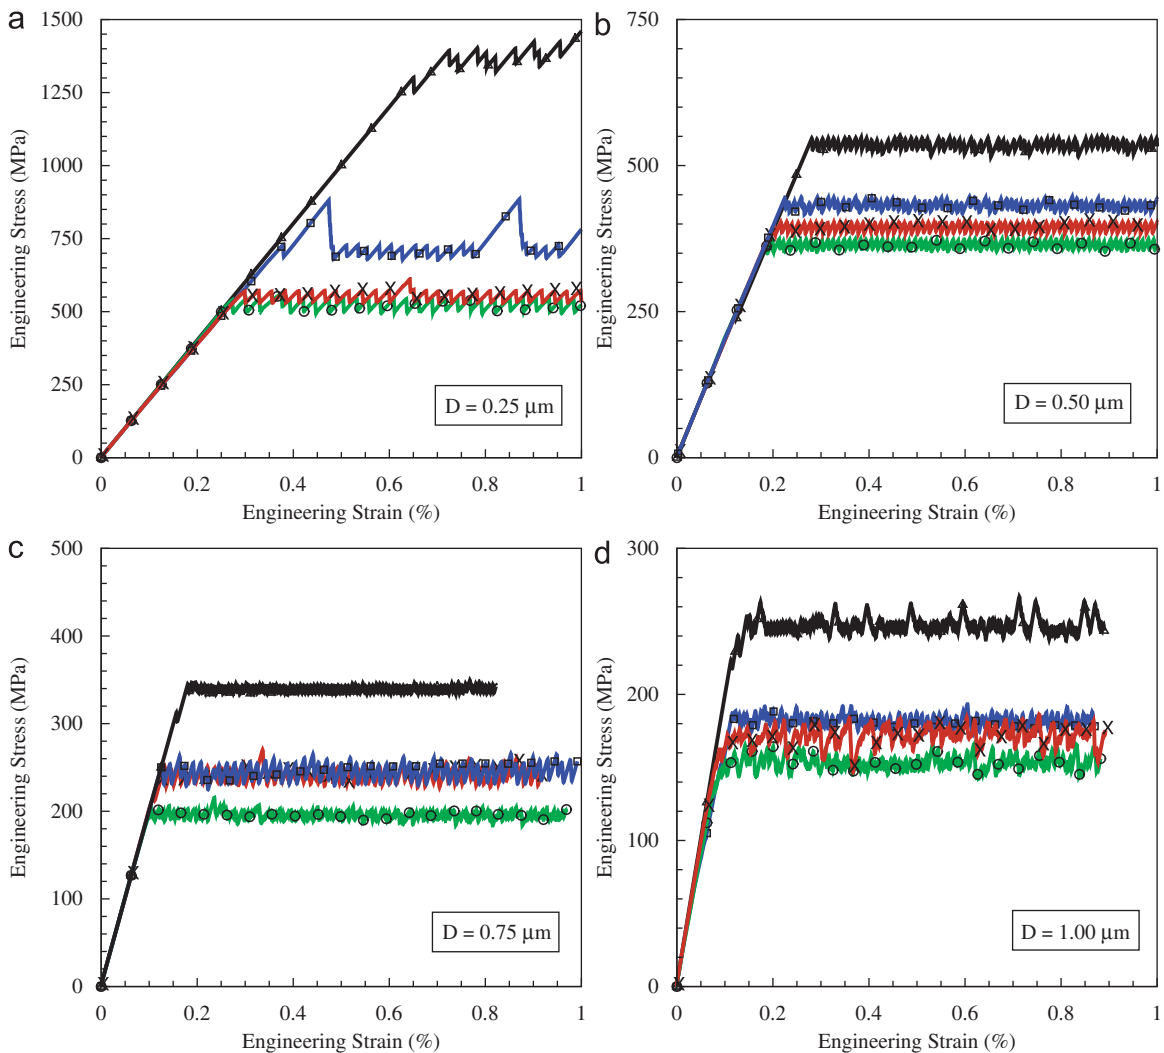 a
1500
1250
1000
750
500
250
0
Engineering Stress (MPa)
D = 0.25 μm
0
0.2
0.4
0.6
0.8
1
Engineering Strain (%)
b
750
500
250
0
Engineering Stress (MPa)
D = 0.50 μm
0
0.2
0.4
0.6
0.8
1
Engineering Strain (%)
c
500
400
300
200
100
0
Engineering Stress (MPa)
D = 0.75 μm
0
0.2
0.4
0.6
0.8
1
Engineering Strain (%)
d
300
200
100
0
Engineering Stress (MPa)
D = 1.00 μm
0
0.2
0.4
0.6
0.8
1
Engineering Strain (%)